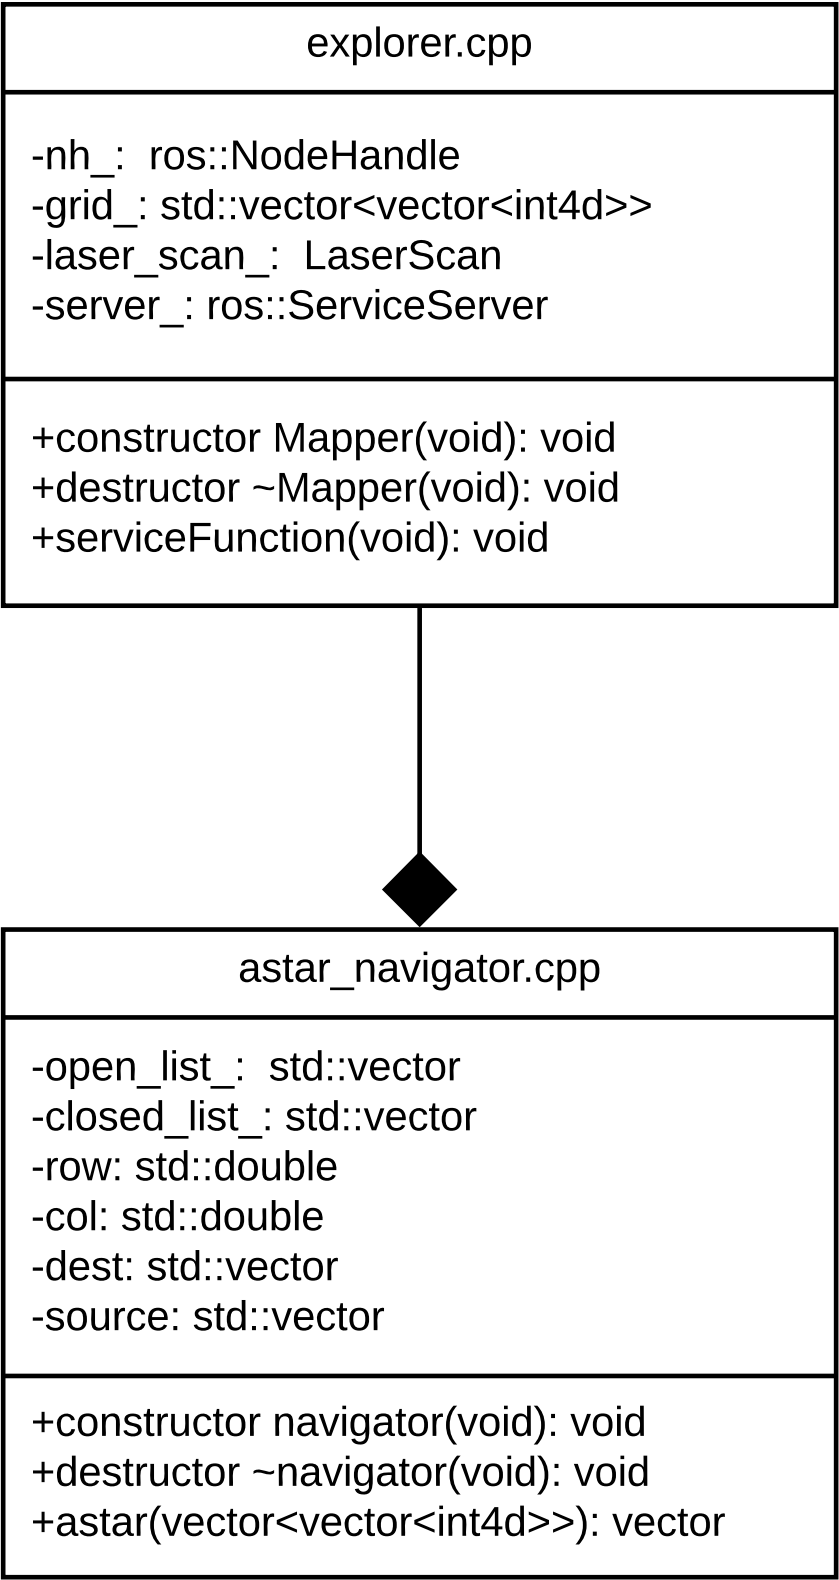 explorer.cpp
-nh_:  ros::NodeHandle
-grid_: std::vector<vector<int4d>>
-laser_scan_:  LaserScan
-server_: ros::ServiceServer
+constructor Mapper(void): void
+destructor ~Mapper(void): void
+serviceFunction(void): void
astar_navigator.cpp
-open_list_:  std::vector
-closed_list_: std::vector
-row: std::double
-col: std::double
-dest: std::vector
-source: std::vector
+constructor navigator(void): void
+destructor ~navigator(void): void
+astar(vector<vector<int4d>>): vector